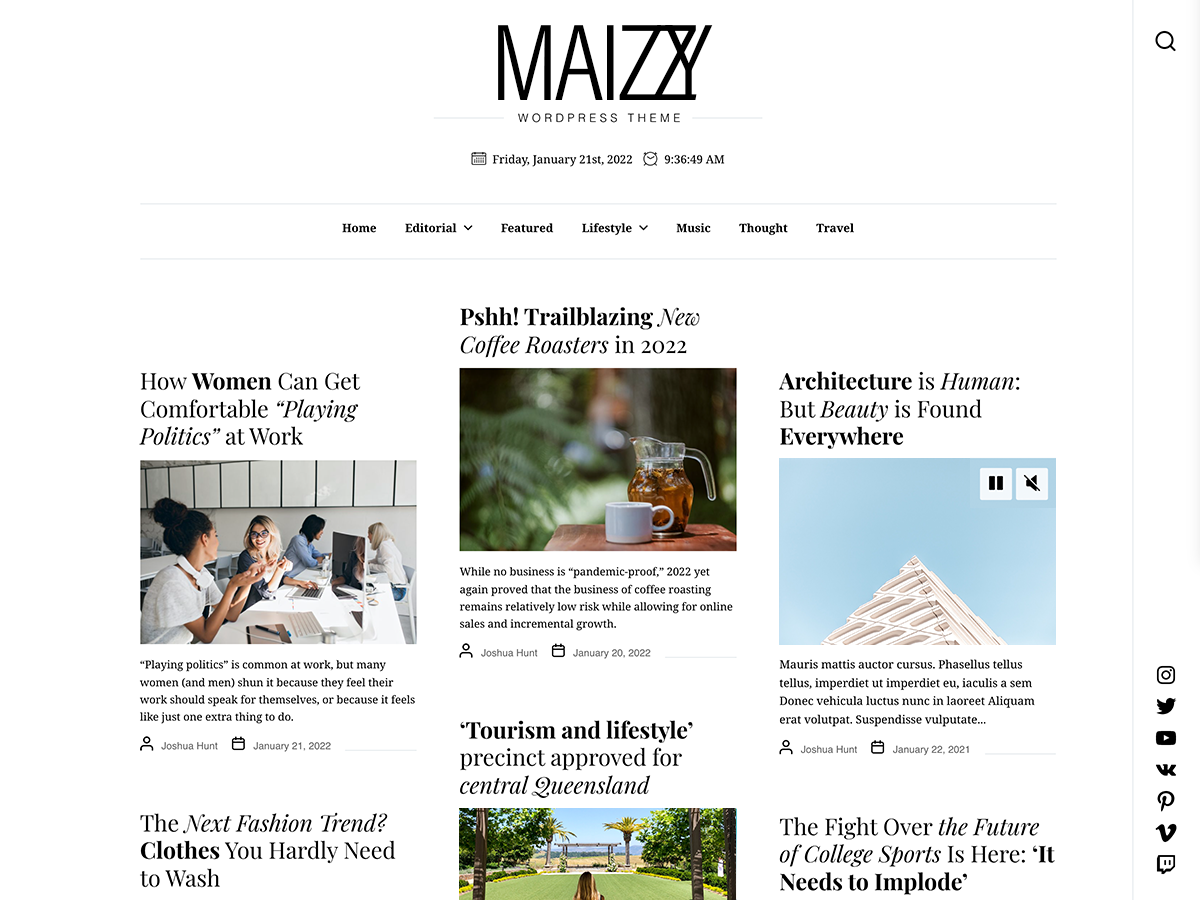 MAIZZY
WORDPRESS THEME
Friday, January 21st, 2022 9:36:49 AM
Home Editorial Featured Lifestyle Music Thought Travel
How Women Can Get
Comfortable “Playing
Politics” at Work
“Playing politics” is common at work, but many
women (and men) shun it because they feel their
work should speak for themselves, or because it feels
like just one extra thing to do.
Joshua Hunt January 21, 2022
The Next Fashion Trend?
Clothes You Hardly Need
to Wash
Pshh! Trailblazing New
Coffee Roasters in 2022
While no business is “pandemic-proof,” 2022 yet
again proved that the business of coffee roasting
remains relatively low risk while allowing for online
sales and incremental growth.
Joshua Hunt January 20, 2022
‘Tourism and lifestyle’
precinct approved for
central Queensland
Architecture is Human:
But Beauty is Found
Everywhere
Mauris mattis auctor cursus. Phasellus tellus
tellus, imperdiet ut imperdiet eu, iaculis a sem
Donec vehicula luctus nunc in laoreet Aliquam
erat volutpat. Suspendisse vulputate...
Joshua Hunt January 22, 2021
The Fight Over the Future
of College Sports Is Here: ‘It
Needs to Implode’